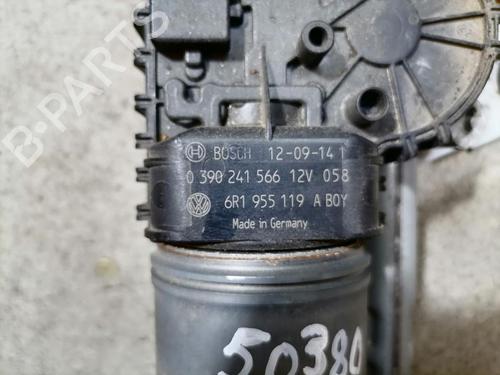 B-PARTS
BOSCH 12-09-14 1
0 390 241 566 12V 058
6R1 955 119 A BOY
Made in Germany
50380